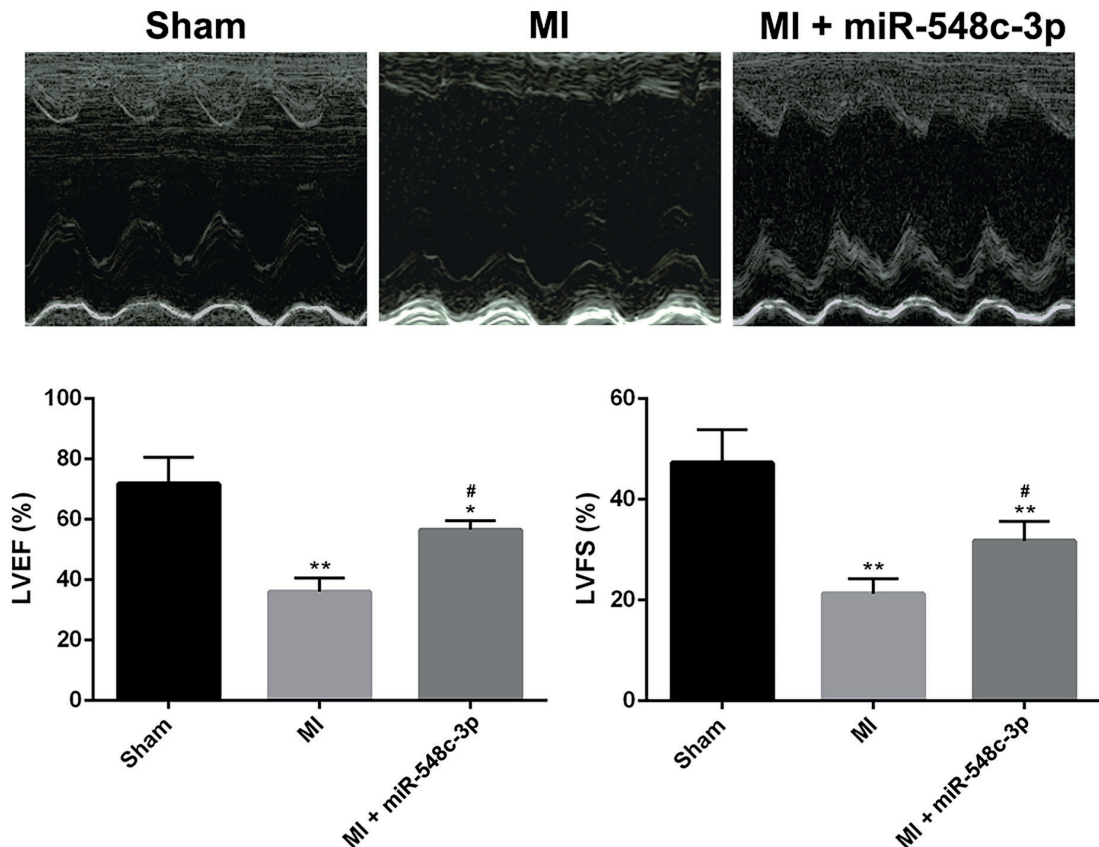 Sham
MI
MI + miR-548c-3p
100
80
60
40
20
0
LVEF (%)
**
#
*
Sham
MI
MI + miR-548c-3p
60
40
20
0
LVFS (%)
**
#
**
Sham
MI
MI + miR-548c-3p